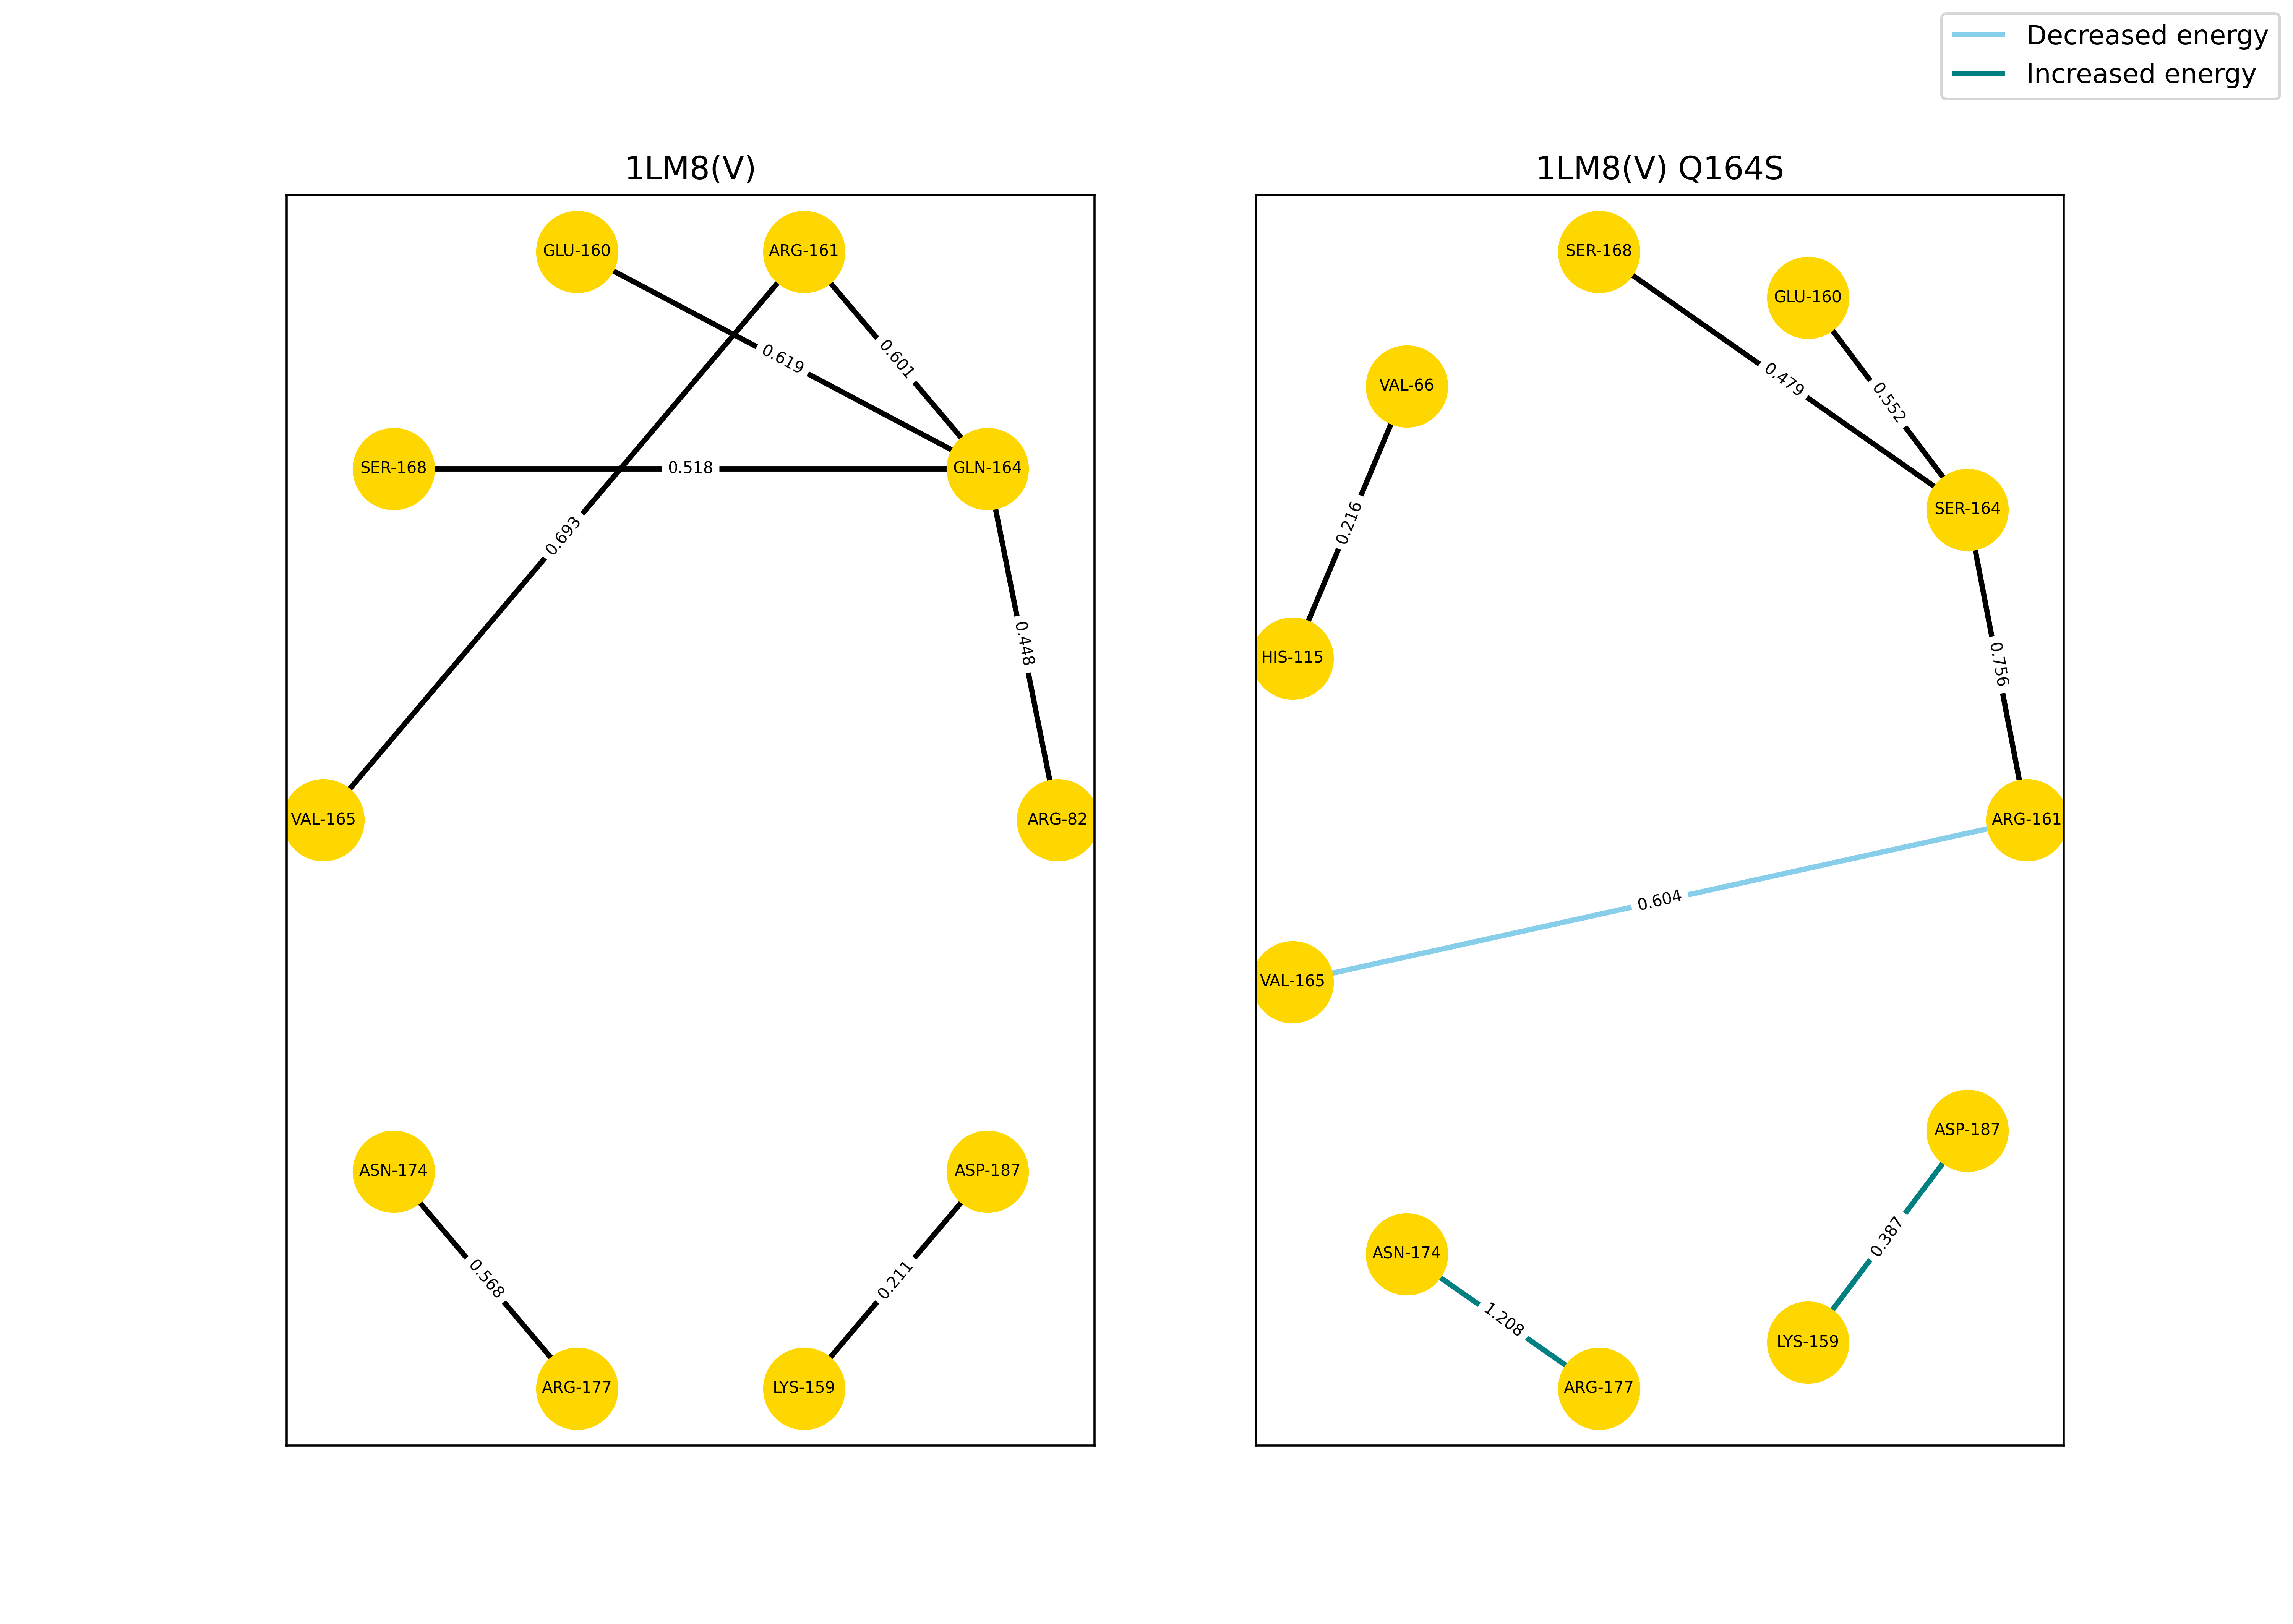 Decreased energy
Increased energy
1LM8(V)
GLU-160
ARG-161
0.601
0.619
SER-168
0.518
GLN-164
0.693
0.448
VAL-165
ARG-82
ASN-174
ASP-187
0.568
0.211
ARG-177
LYS-159
1LM8(V) Q164S
SER-168
GLU-160
VAL-66
0.479
0.552
SER-164
0.216
HIS-115
0.756
ARG-161
0.604
VAL-165
ASP-187
0.387
ASN-174
1.208
LYS-159
ARG-177